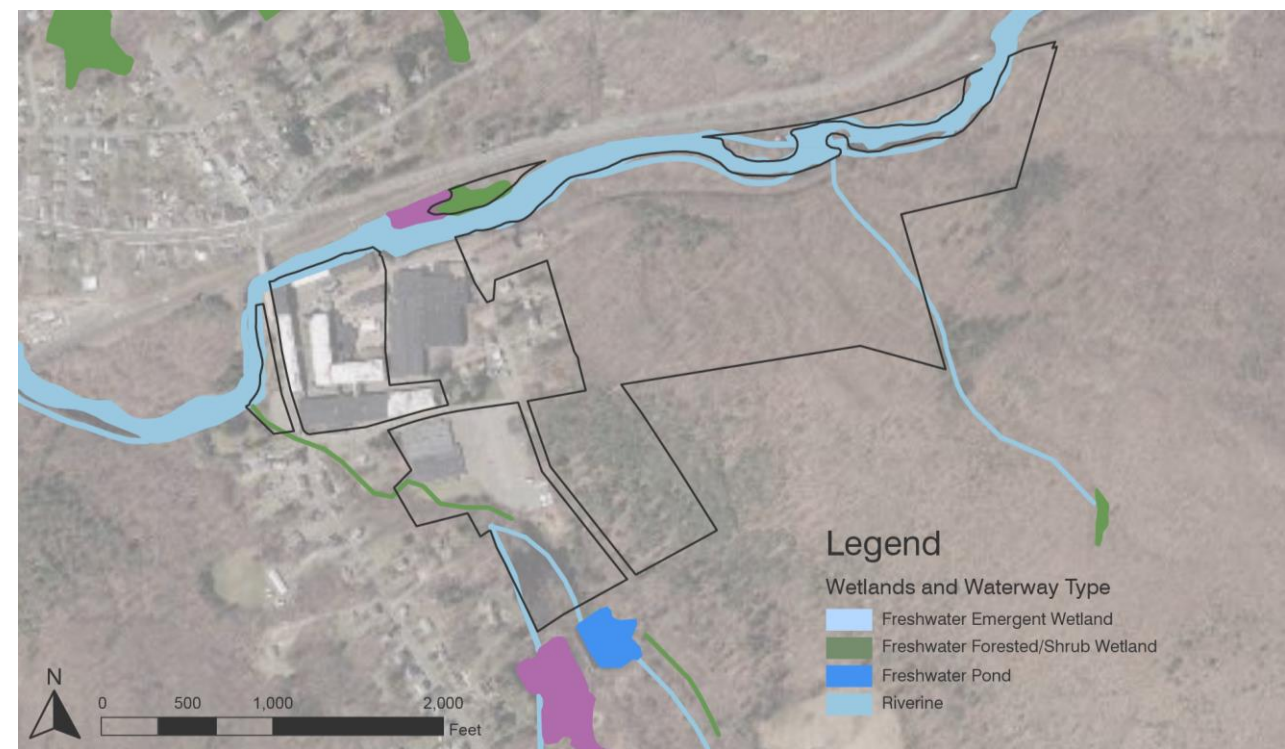 Legend
Wetlands and Waterway Type
Freshwater Emergent Wetland
Freshwater Forested/Shrub Wetland
Freshwater Pond
Riverine
N
0 500 1,000 2,000
Feet